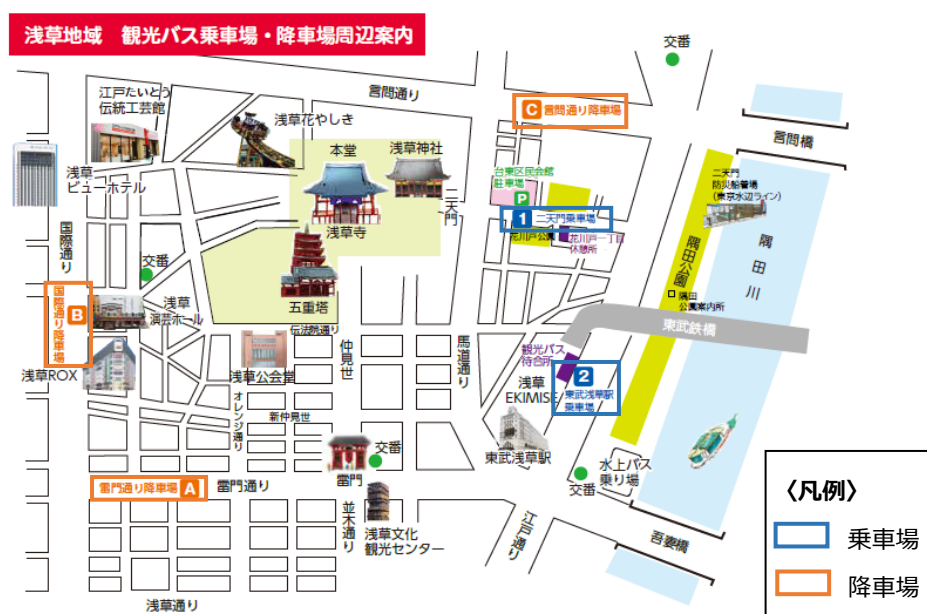 浅草地域　観光バス乗車場・降車場周辺案内
交番
江戸たいとう
伝統工芸館
言問通り
C 言問通り降車場
浅草花やしき
言問橋
本堂
浅草神社
浅草
ビューホテル
台東区民会館
駐車場
P
二天門
防災船着場
(東京水辺ライン)
二天門
1 二天門乗車場
浅草寺
花川戸公園
花川戸一丁目
休憩所
国際通り
隅田公園
隅田川
交番
五重塔
隅田
公園案内所
国際通り降車場 B
浅草
演芸ホール
伝法院通り
東武鉄橋
仲見世
馬道通り
観光バス
待合所
浅草ROX
浅草公会堂
2
東武浅草駅
乗車場
浅草
EKIMISE
オレンジ通り
新仲見世
交番
東武浅草駅
水上バス
乗り場
雷門
雷門通り降車場 A
雷門通り
交番
〈凡例〉
並木通り
浅草文化
観光センター
江戸通り
吾妻橋
乗車場
降車場
浅草通り